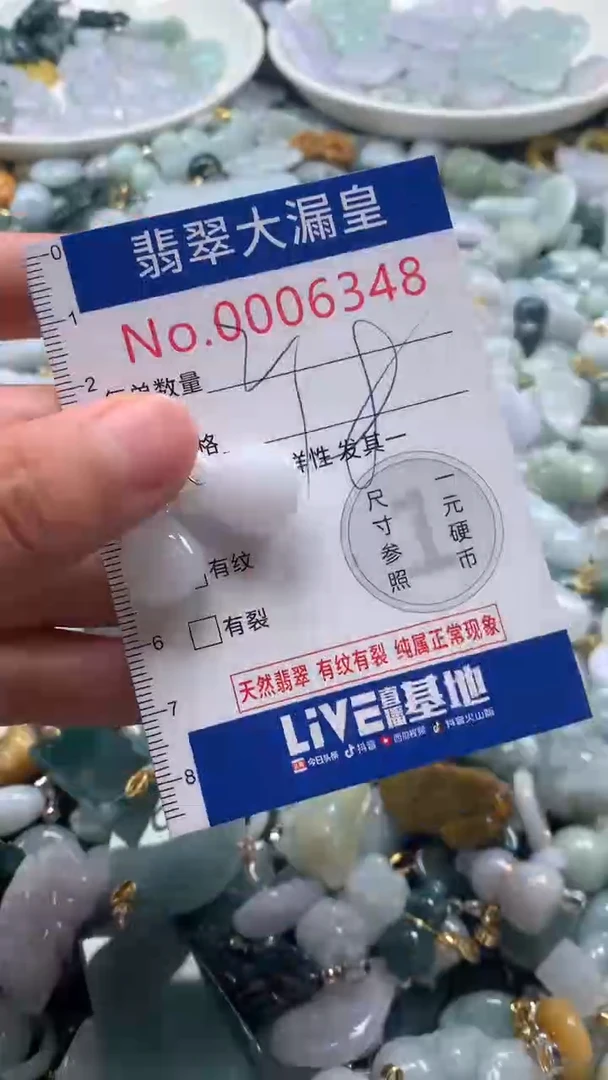 翡翠大漏皇
No.0006348
单数量
48
格
样性 发其一
有纹
有裂
尺寸参照
一元硬币
1
天然翡翠 有纹有裂 纯属正常现象
LiVE直播基地
今日头条 抖音 西瓜视频 抖音火山版
0
1
2
6
7
8